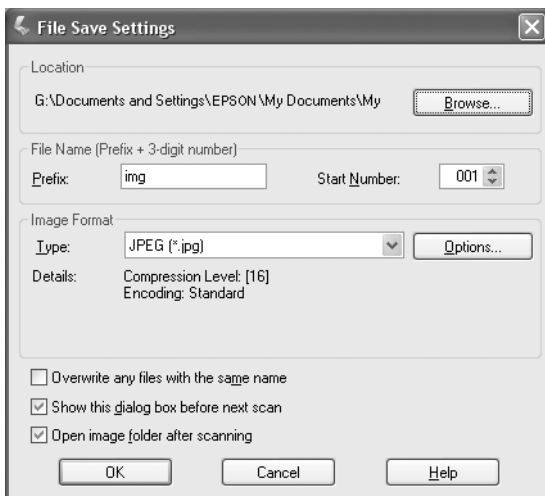 File Save Settings
Location
G:\Documents and Settings\EPSON\My Documents\My Browse...
File Name (Prefix + 3-digit number)
Prefix: img Start Number: 001
Image Format
Type: JPEG (*.jpg) Options...
Details: Compression Level: [16]
Encoding: Standard
Overwrite any files with the same name
Show this dialog box before next scan
Open image folder after scanning
OK Cancel Help